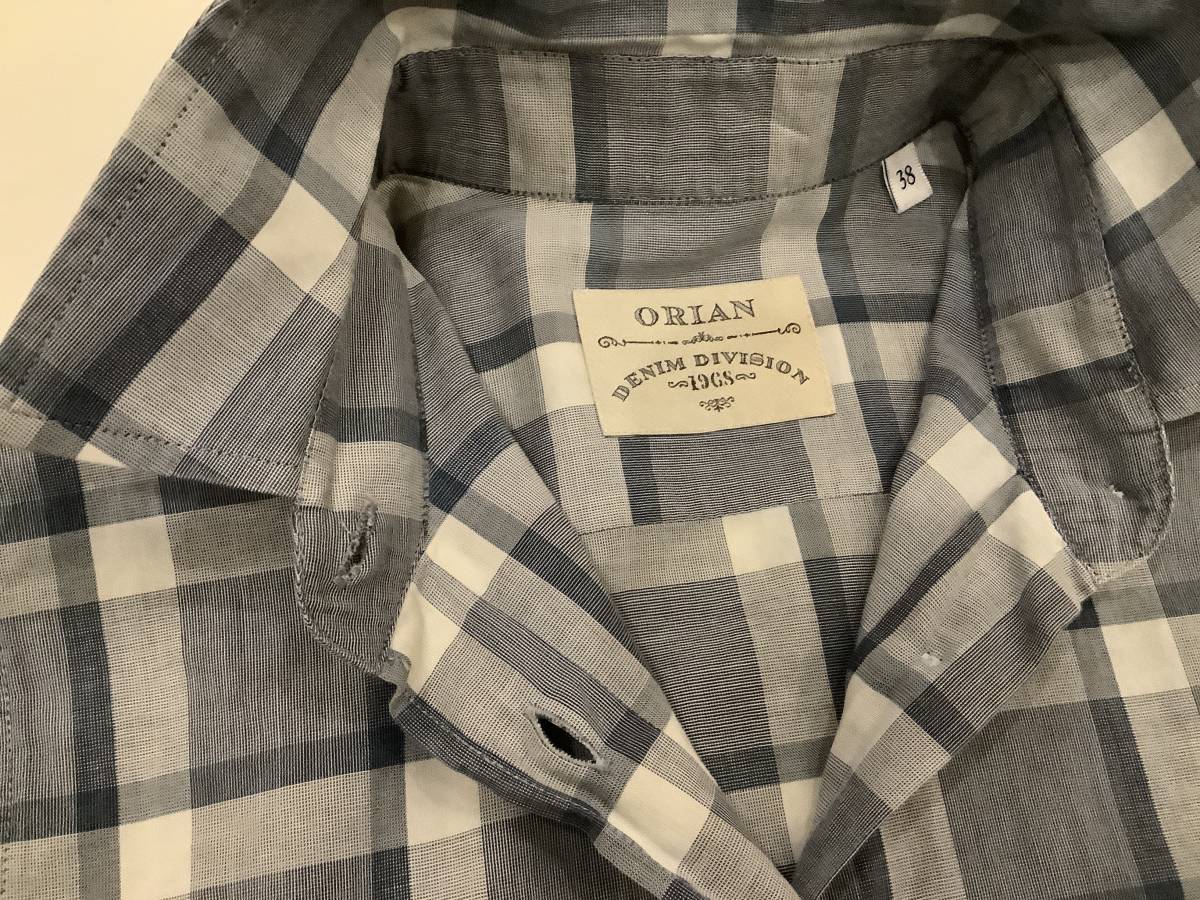 38
ORIAN
DENIM DIVISION
1968